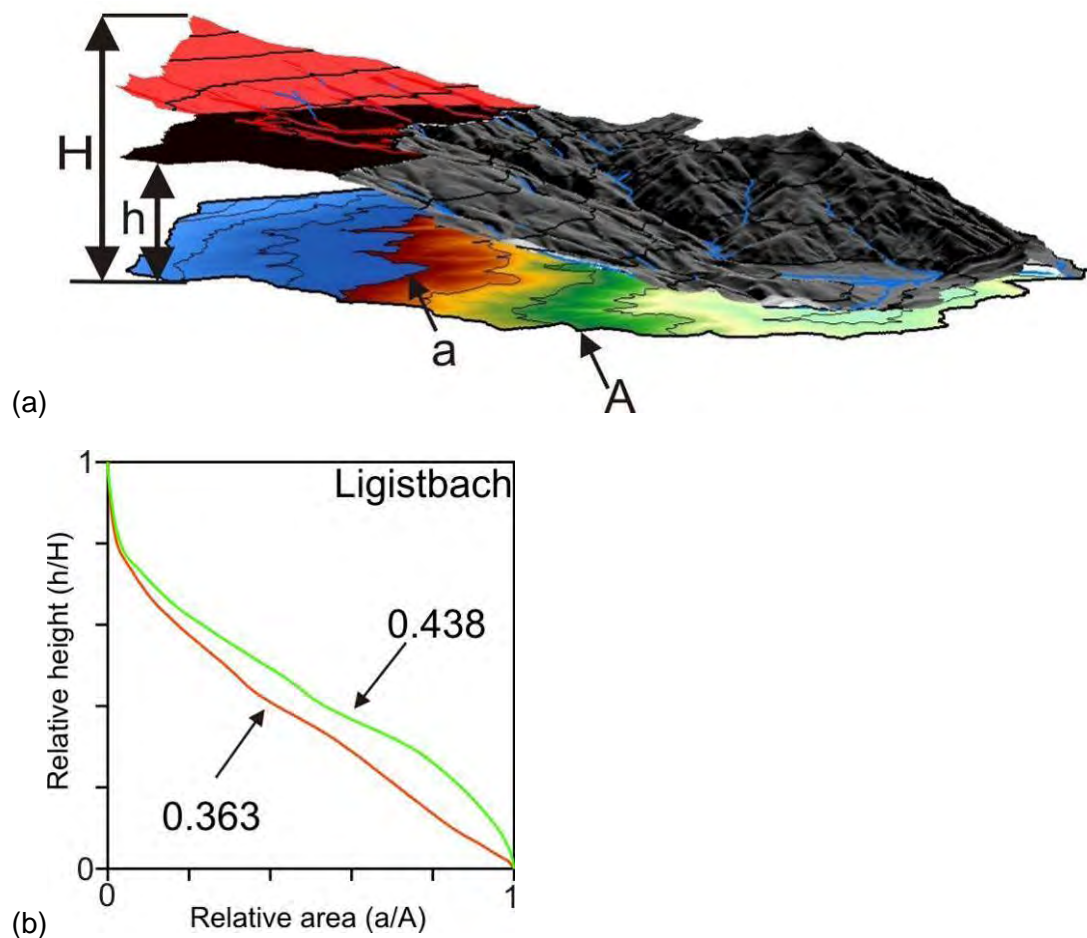 H
h
a
A
(a)
1
Ligistbach
Relative height (h/H)
0.438
0.363
0
0
1
Relative area (a/A)
(b)